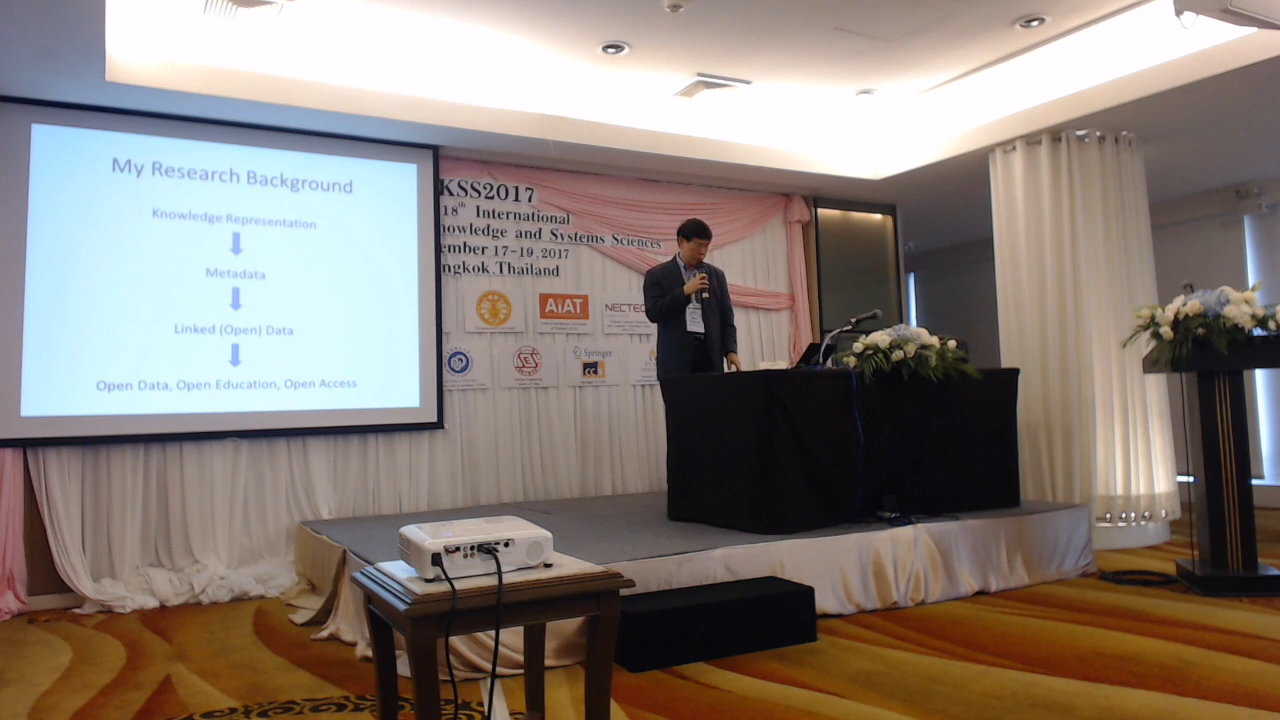 My Research Background
Knowledge Representation
Metadata
Linked (Open) Data
Open Data, Open Education, Open Access
KSS2017
18th International
nowledge and Systems Sciences
ember 17-19, 2017
ngkok, Thailand
AiAT
NECTEC
Springer